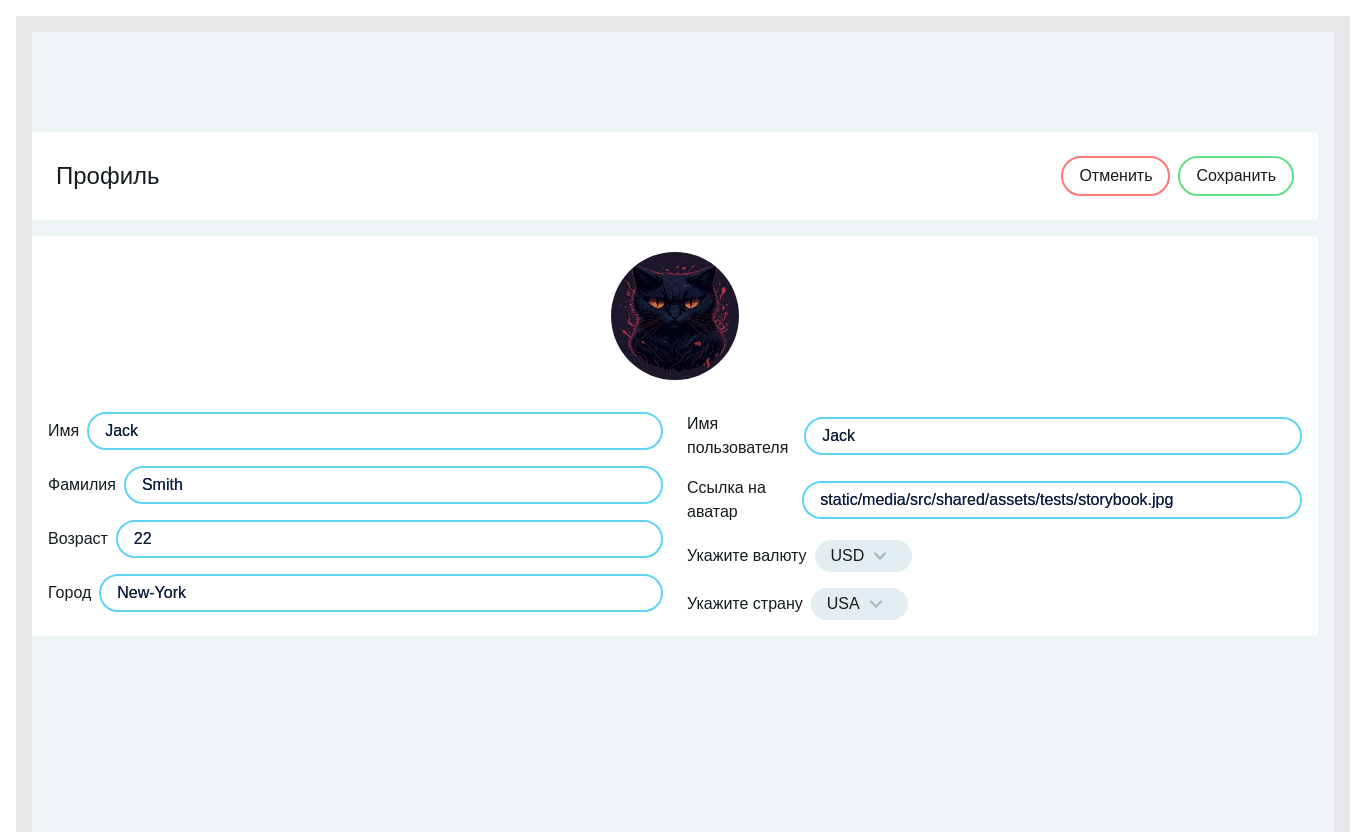 Профиль
Отменить
Сохранить
Имя
Jack
Фамилия
Smith
Возраст
22
Город
New-York
Имя
пользователя
Jack
Ссылка на
аватар
static/media/src/shared/assets/tests/storybook.jpg
Укажите валюту
USD
Укажите страну
USA